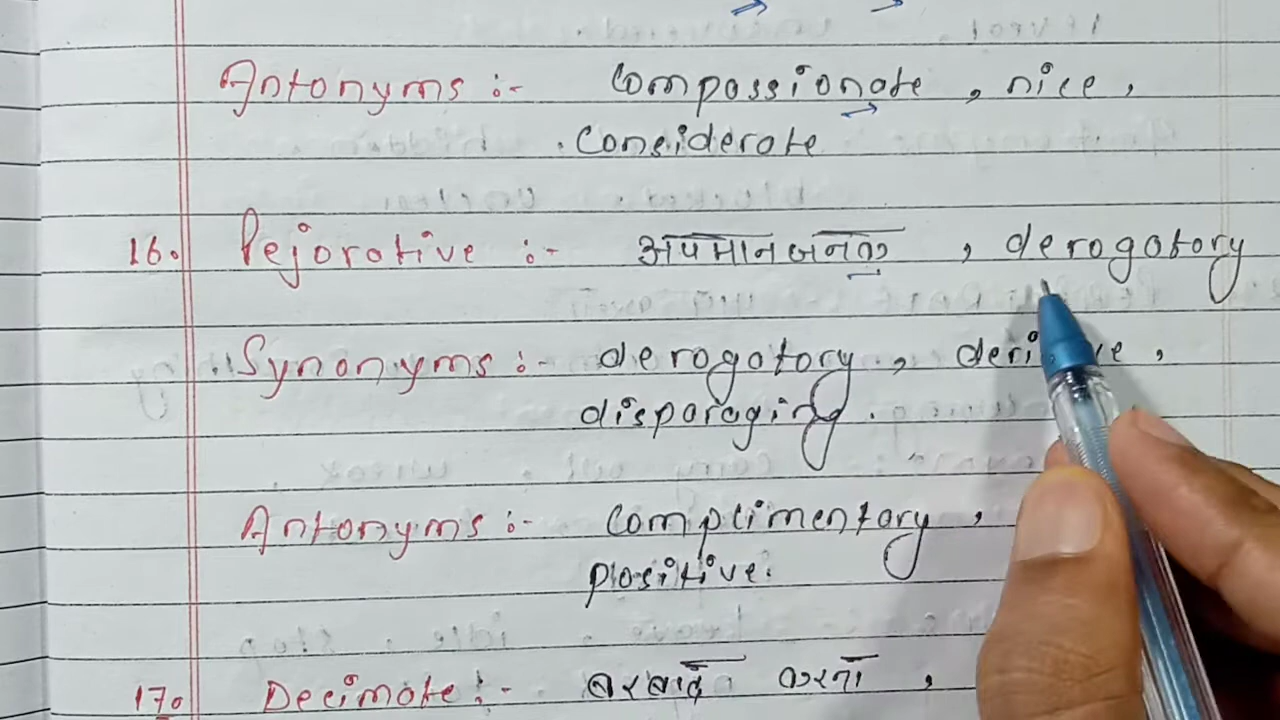 Antonyms :- Compassionate , nice ,
Considerate
16. Pejorative :- अपमानजनक , derogatory
Synonyms :- derogatory ,
disparaging .
Antonyms :- Complimentary ,
positive.
17. Decimate :- बरबाद करना ,